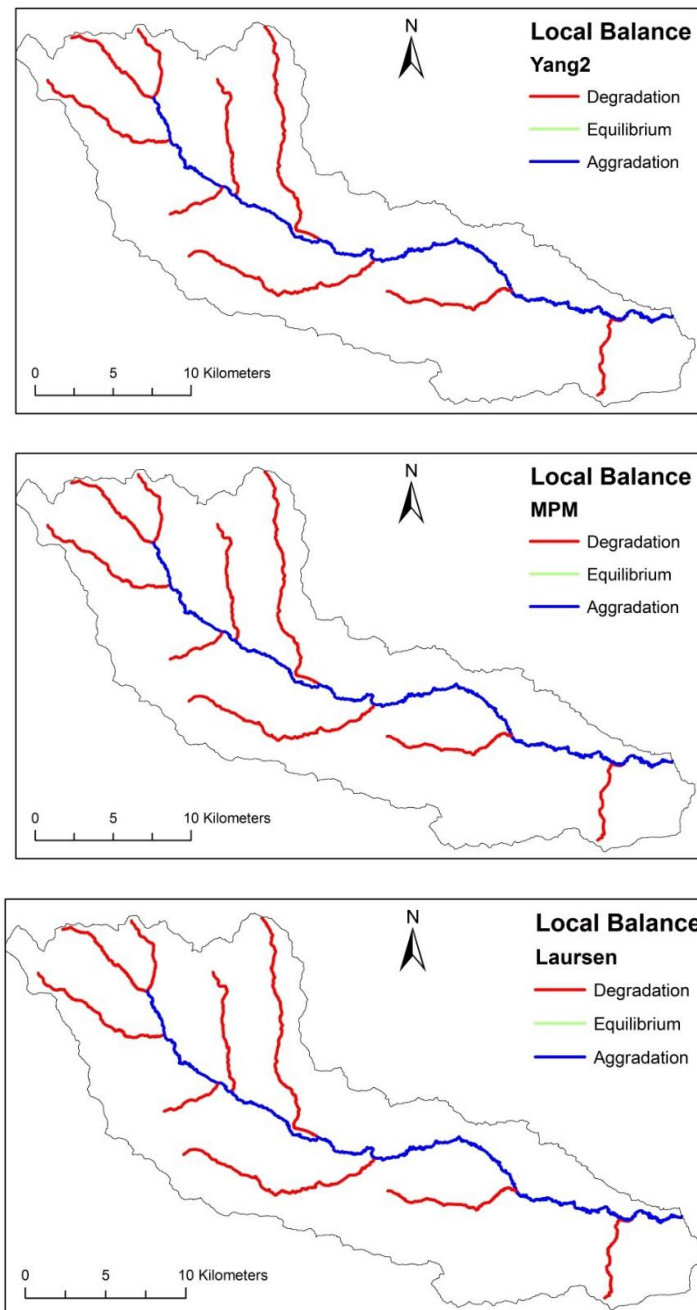 Local Balance
Yang2
N
Degradation
Equilibrium
Aggradation
0 5 10 Kilometers
Local Balance
MPM
N
Degradation
Equilibrium
Aggradation
0 5 10 Kilometers
Local Balance
Laursen
N
Degradation
Equilibrium
Aggradation
0 5 10 Kilometers